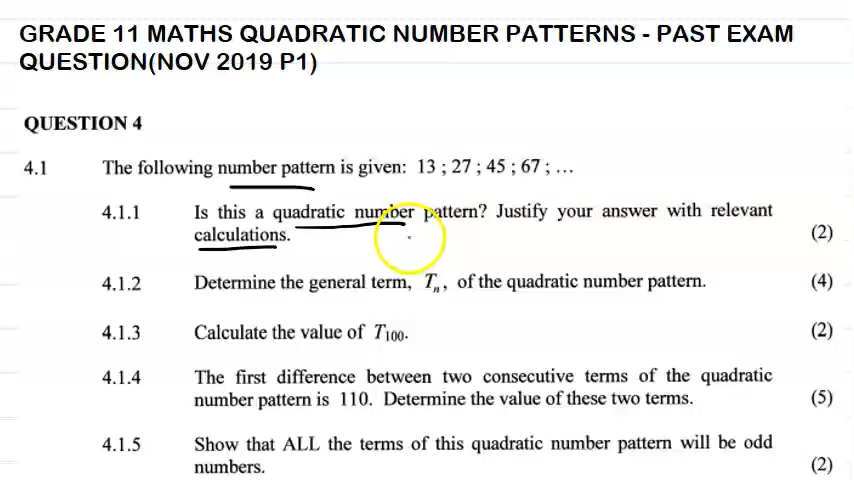 GRADE 11 MATHS QUADRATIC NUMBER PATTERNS - PAST EXAM
QUESTION(NOV 2019 P1)
QUESTION 4
4.1 The following number pattern is given: 13 ; 27 ; 45 ; 67 ; ...
4.1.1 Is this a quadratic number pattern? Justify your answer with relevant
calculations. (2)
4.1.2 Determine the general term, Tₙ, of the quadratic number pattern. (4)
4.1.3 Calculate the value of T₁₀₀. (2)
4.1.4 The first difference between two consecutive terms of the quadratic
number pattern is 110. Determine the value of these two terms. (5)
4.1.5 Show that ALL the terms of this quadratic number pattern will be odd
numbers. (2)